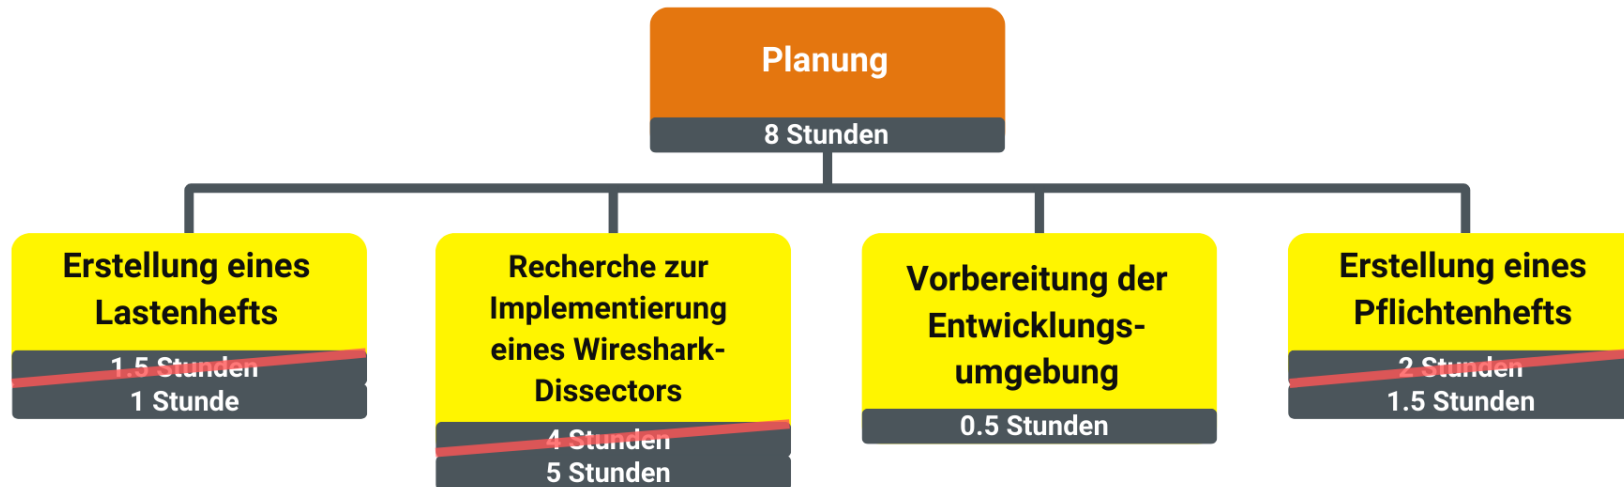 Planung
8 Stunden
Erstellung eines
Lastenhefts
1.5 Stunden
1 Stunde
Recherche zur
Implementierung
eines Wireshark-
Dissectors
4 Stunden
5 Stunden
Vorbereitung der
Entwicklungs-
umgebung
0.5 Stunden
Erstellung eines
Pflichtenhefts
2 Stunden
1.5 Stunden